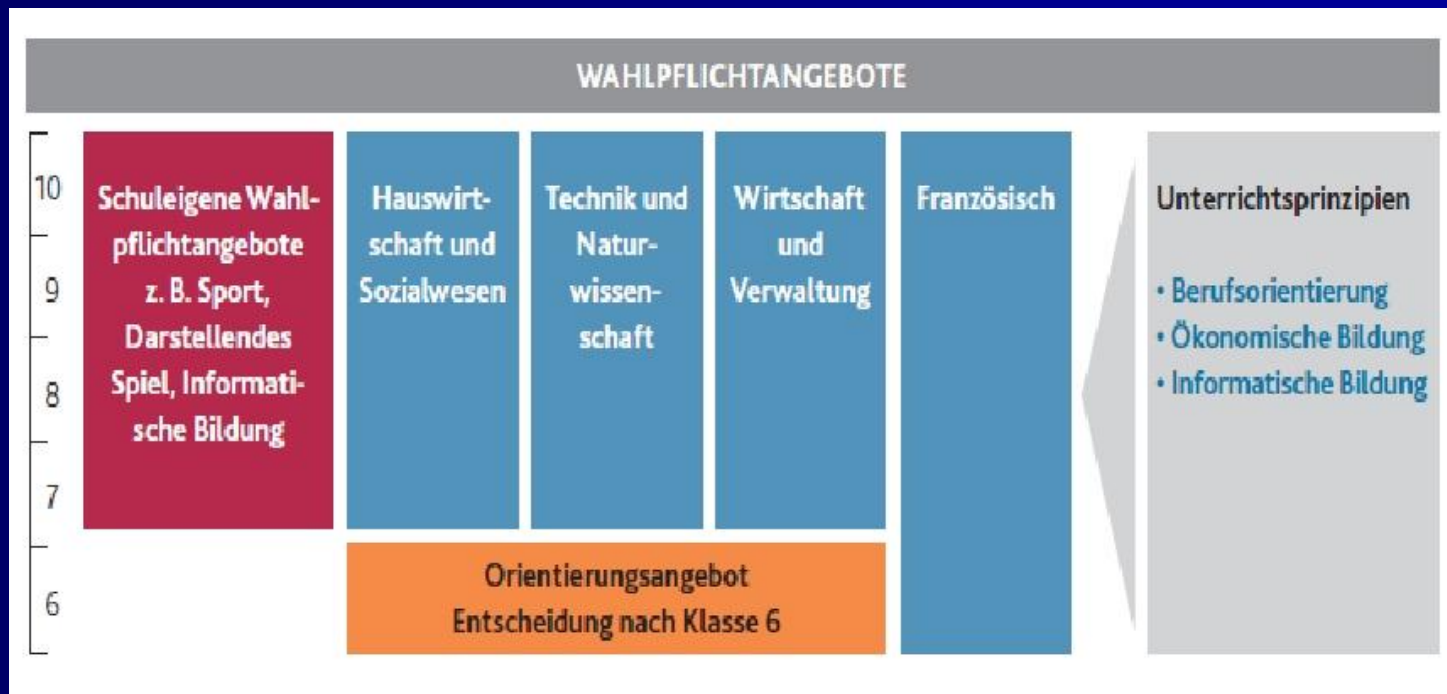 WAHLPFLICHTANGEBOTE
10
9
8
7
6
Schuleigene Wahl-
pflichtangebote
z. B. Sport,
Darstellendes
Spiel, Informati-
sche Bildung
Hauswirt-
schaft und
Sozialwesen
Technik und
Natur-
wissen-
schaft
Wirtschaft
und
Verwaltung
Französisch
Orientierungsangebot
Entscheidung nach Klasse 6
Unterrichtsprinzipien
• Berufsorientierung
• Ökonomische Bildung
• Informatische Bildung